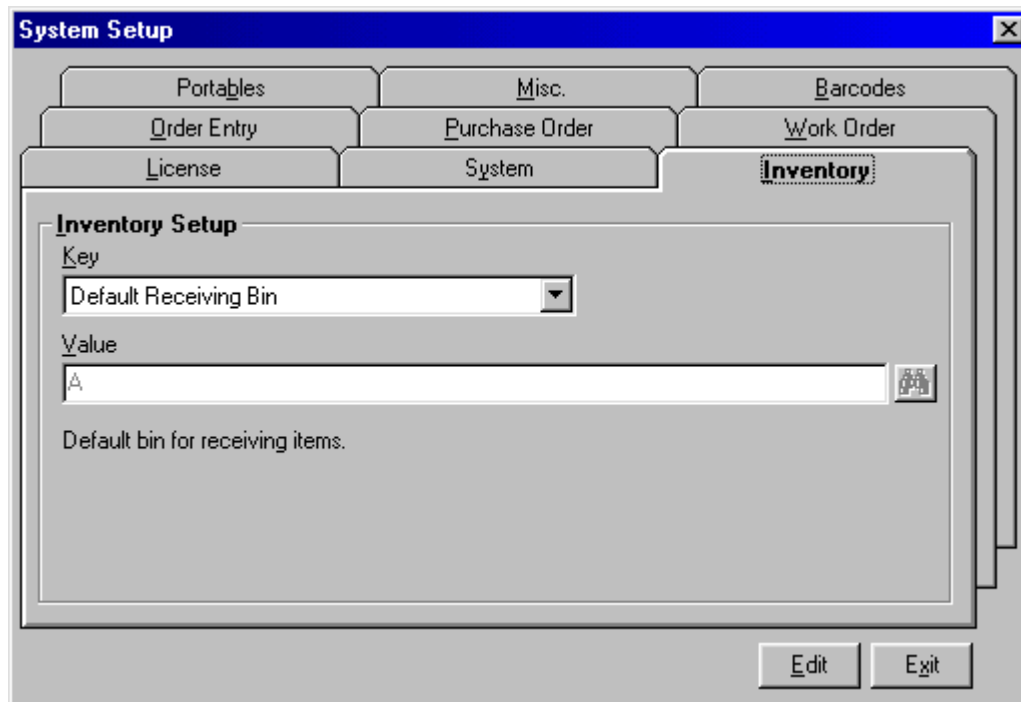 System Setup
Portables Misc. Barcodes
Order Entry Purchase Order Work Order
License System Inventory
Inventory Setup
Key
Default Receiving Bin
Value
A
Default bin for receiving items.
Edit Exit